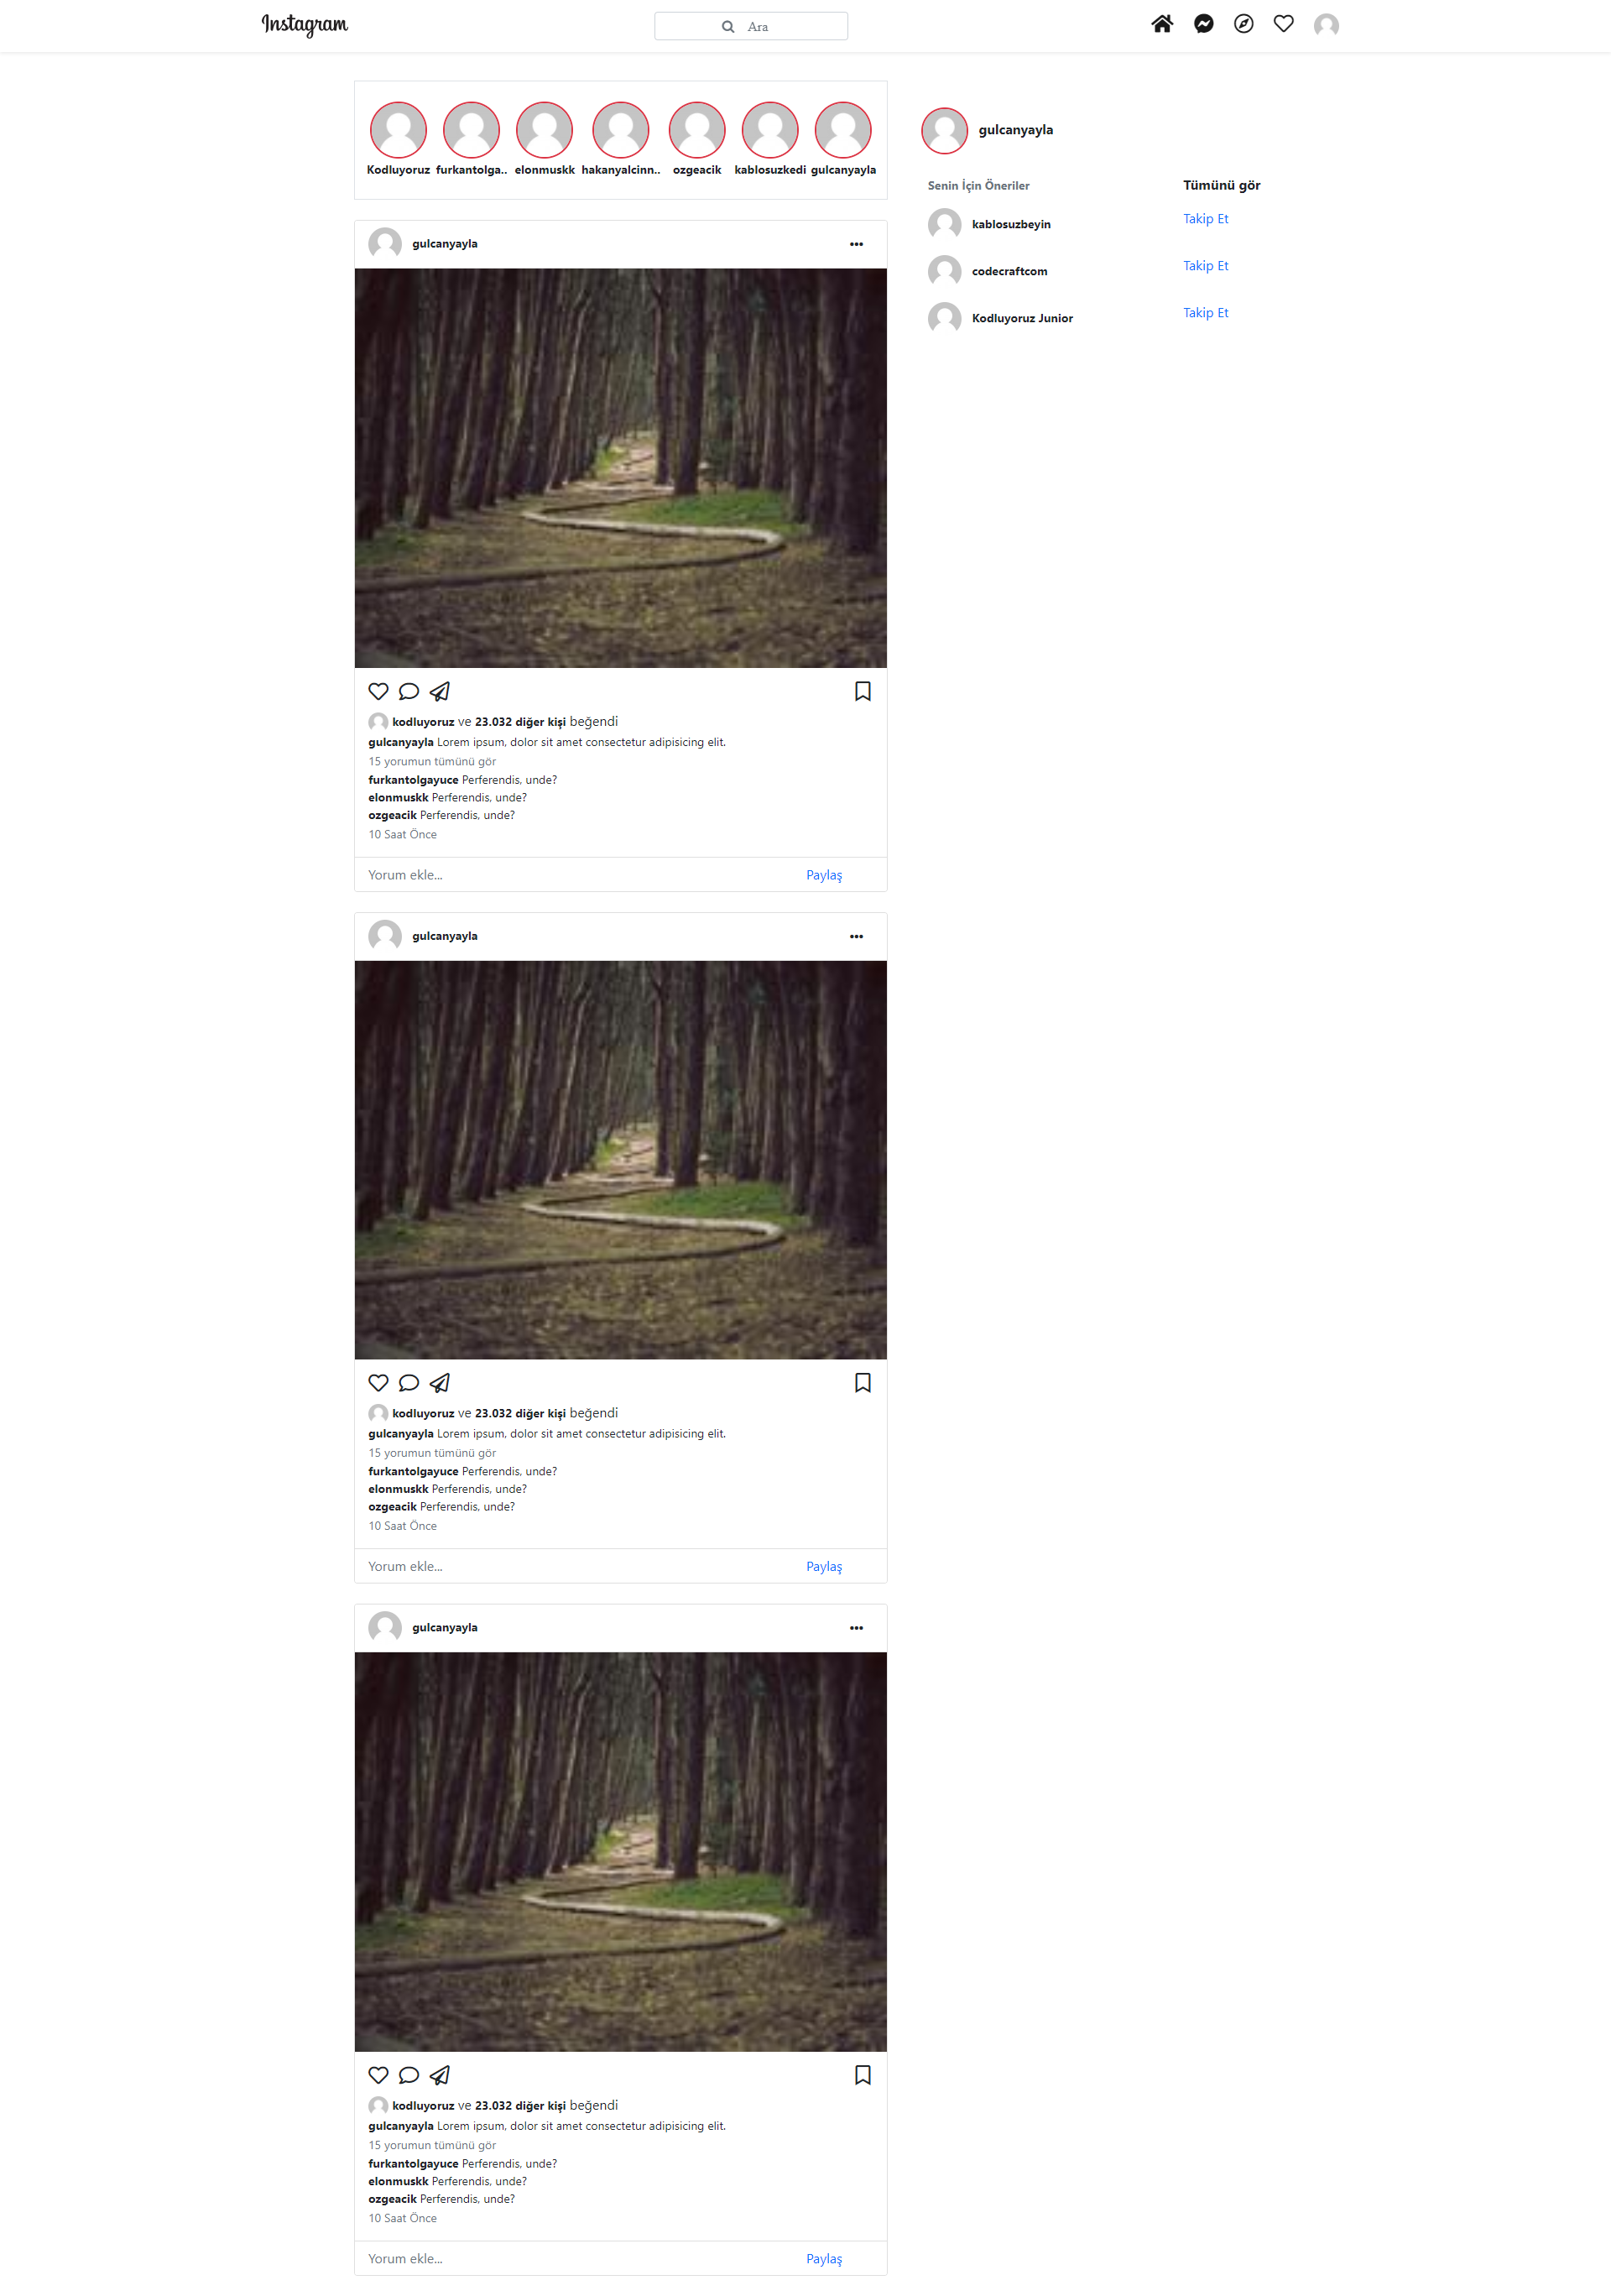 Instagram
Ara
Kodluyoruz furkantolga.. elonmuskk hakanyalcinn.. ozgeacik kablosuzkedi gulcanyayla
gulcanyayla
Senin İçin Öneriler Tümünü gör
kablosuzbeyin Takip Et
codecraftcom Takip Et
Kodluyoruz Junior Takip Et
gulcanyayla
kodluyoruz ve 23.032 diğer kişi beğendi
gulcanyayla Lorem ipsum, dolor sit amet consectetur adipisicing elit.
15 yorumun tümünü gör
furkantolgayuce Perferendis, unde?
elonmuskk Perferendis, unde?
ozgeacik Perferendis, unde?
10 Saat Önce
Yorum ekle... Paylaş
gulcanyayla
kodluyoruz ve 23.032 diğer kişi beğendi
gulcanyayla Lorem ipsum, dolor sit amet consectetur adipisicing elit.
15 yorumun tümünü gör
furkantolgayuce Perferendis, unde?
elonmuskk Perferendis, unde?
ozgeacik Perferendis, unde?
10 Saat Önce
Yorum ekle... Paylaş
gulcanyayla
kodluyoruz ve 23.032 diğer kişi beğendi
gulcanyayla Lorem ipsum, dolor sit amet consectetur adipisicing elit.
15 yorumun tümünü gör
furkantolgayuce Perferendis, unde?
elonmuskk Perferendis, unde?
ozgeacik Perferendis, unde?
10 Saat Önce
Yorum ekle... Paylaş